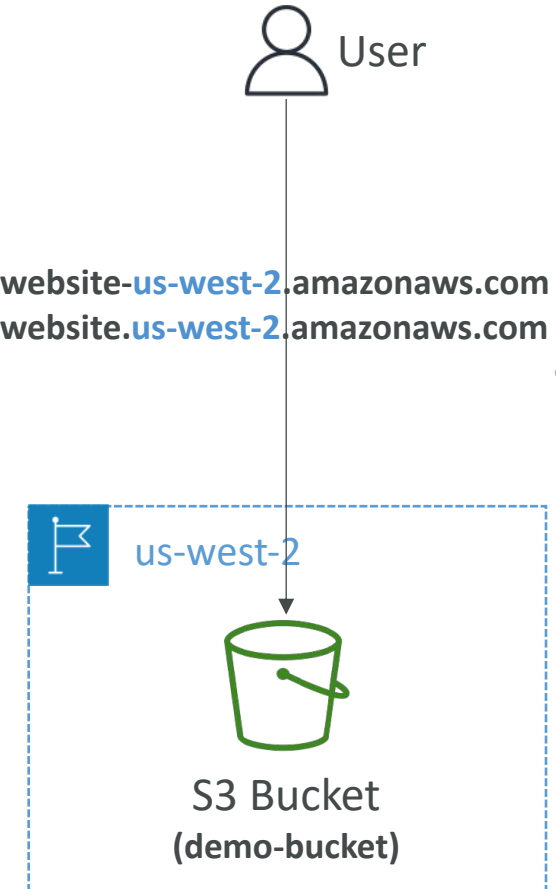 User
website-us-west-2.amazonaws.com
website.us-west-2.amazonaws.com
us-west-2
S3 Bucket
(demo-bucket)